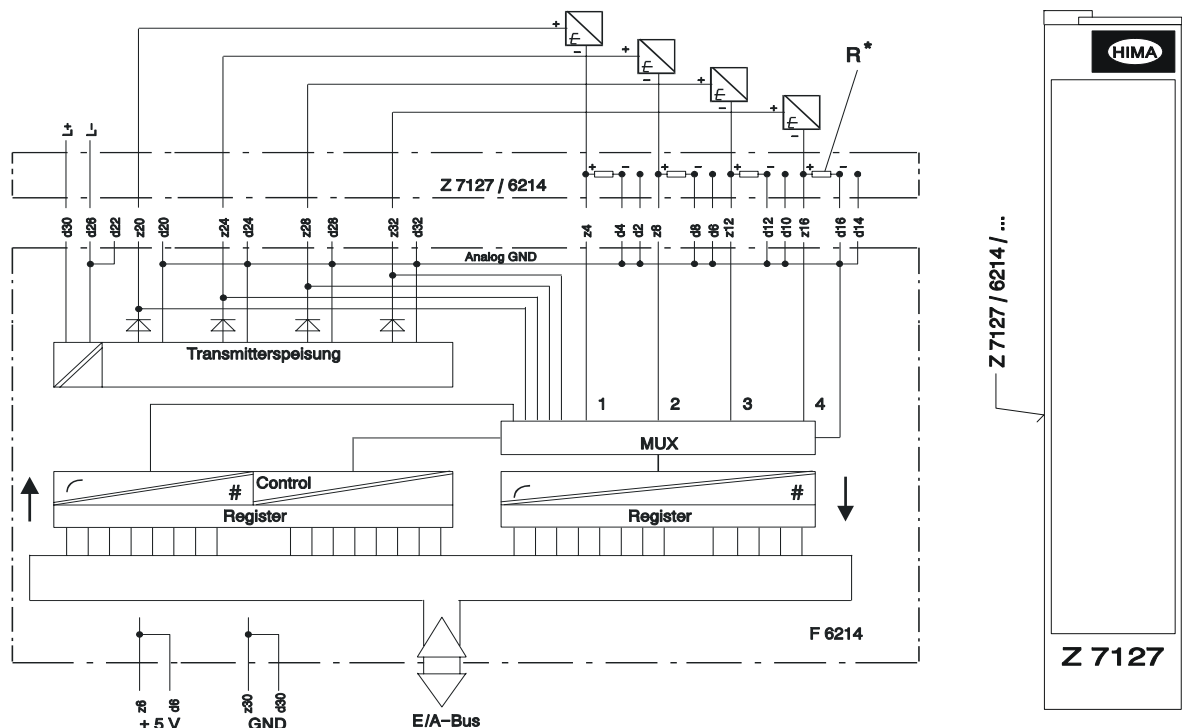 R*
HIMA
+ E −
+ E −
+ E −
+ E −
L+ L−
Z 7127 / 6214
+ − + − + − + −
d30 d26 d22 z20 d20 z24 d24 z28 d28 z32 d32 z4 d4 d2 z8 d8 d6 z12 d12 d10 z16 d16 d14
Analog GND
Transmitterspeisung
1 2 3 4
MUX
Control
# #
Register Register
F 6214
z6 d6 z30 d30
+ 5 V GND E/A-Bus
Z 7127 / 6214 / ...
Z 7127